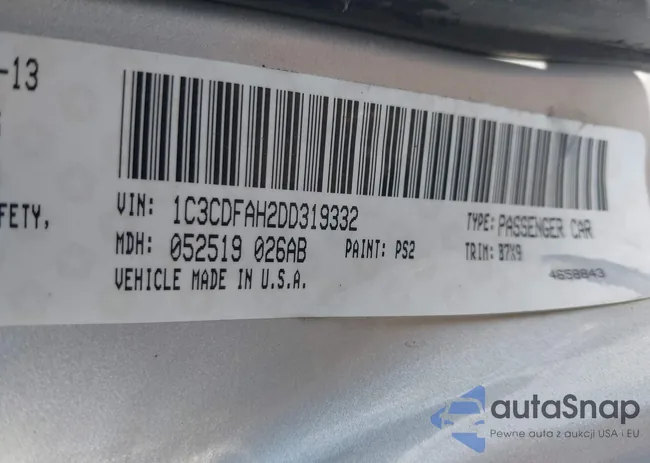 -13
EFETY,
VIN: 1C3CDFAH2DD319332
TYPE: PASSENGER CAR
MDH: 052519 026AB
PAINT: PS2
TRIM: B7X9
VEHICLE MADE IN U.S.A.
4658843
autaSnap
Pewne auta z aukcji USA i EU